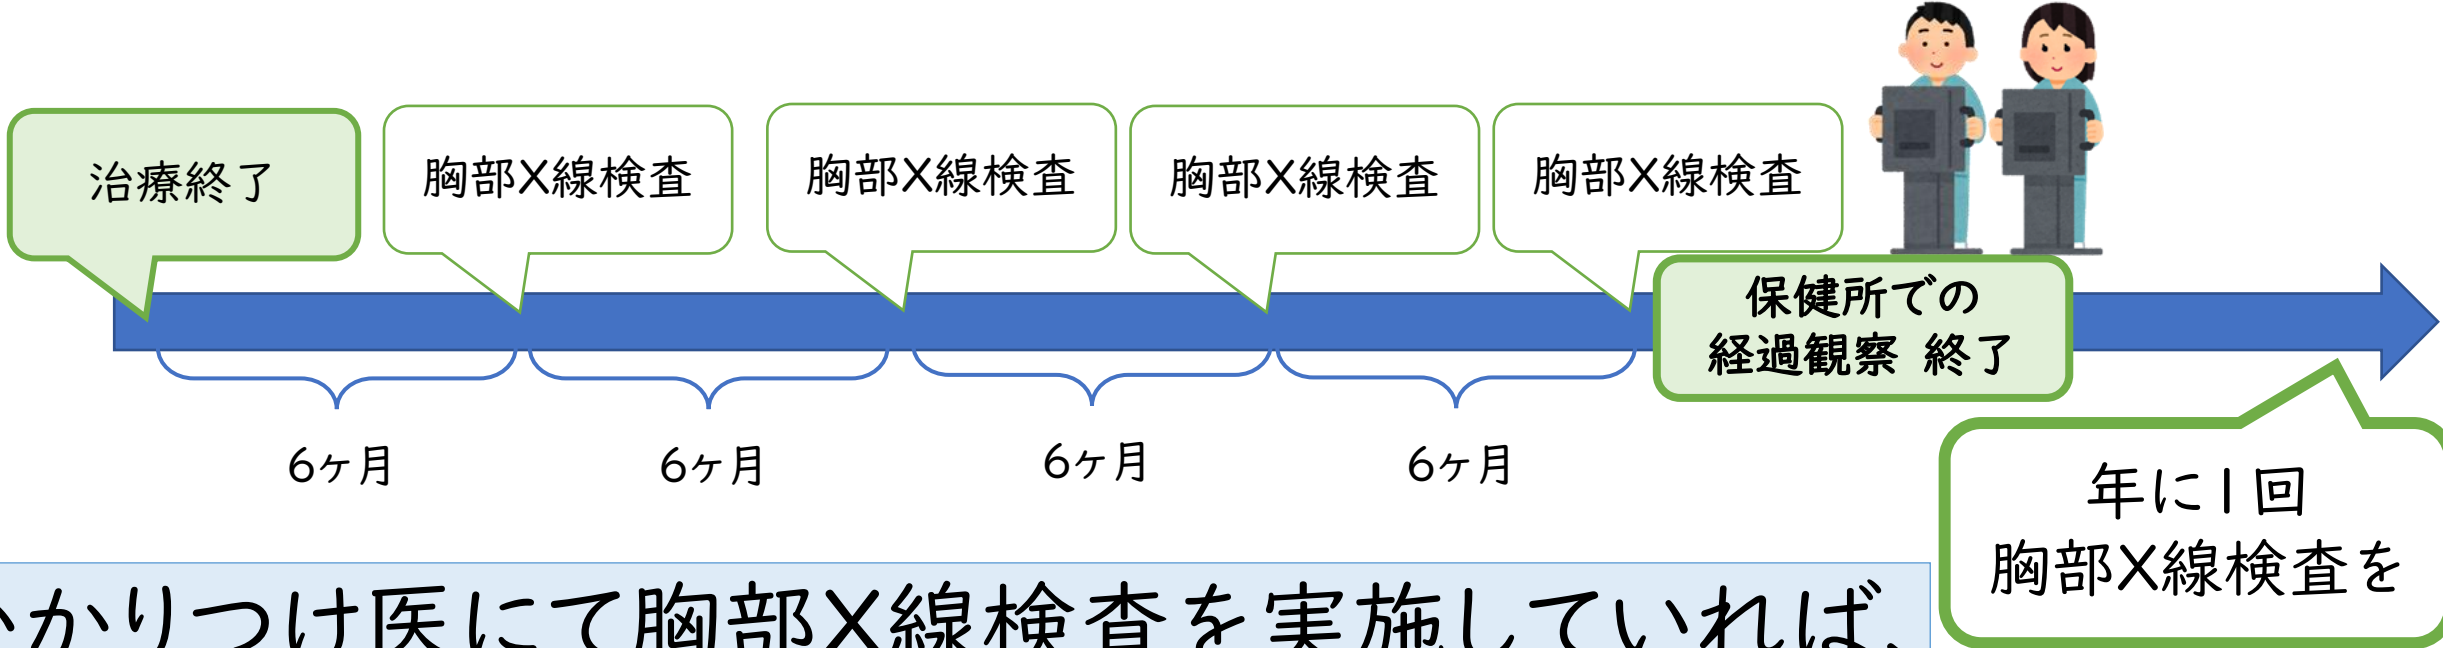 治療終了
胸部X線検査
胸部X線検査
胸部X線検査
胸部X線検査
保健所での
経過観察 終了
6ヶ月
6ヶ月
6ヶ月
6ヶ月
年に1回
胸部X線検査を
かかりつけ医にて胸部X線検査を実施していれば、